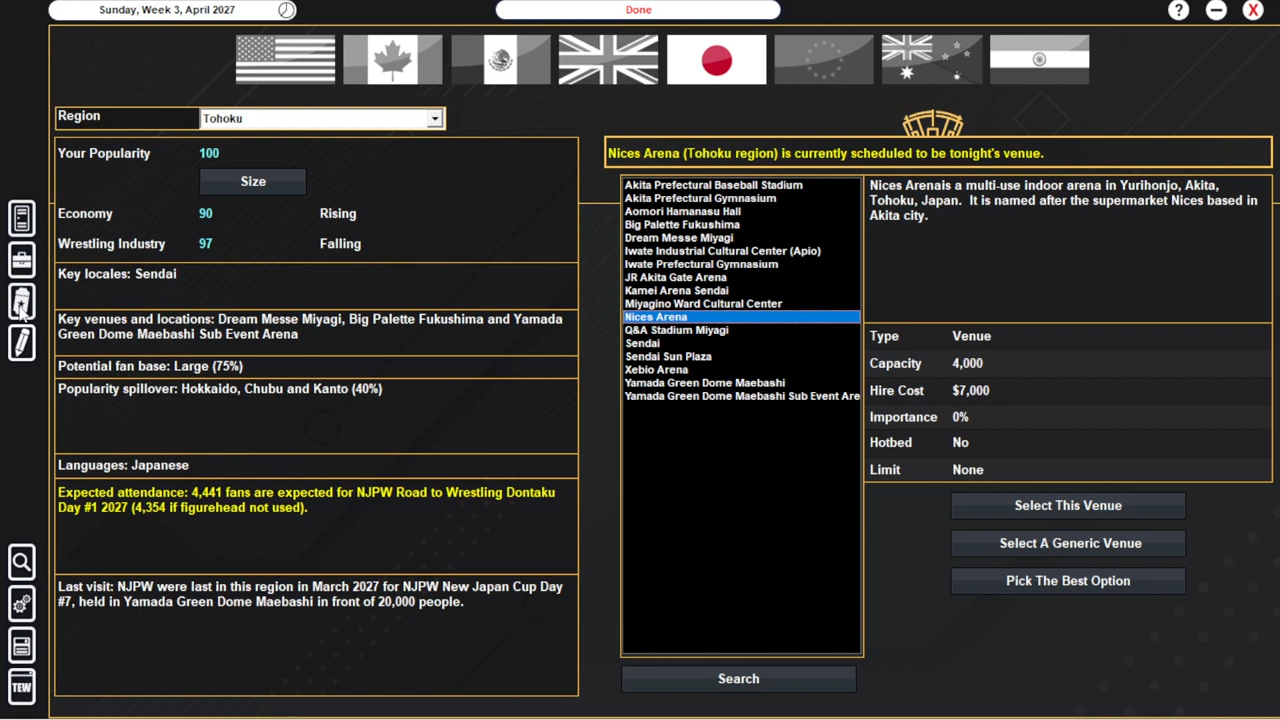 Sunday, Week 3, April 2027
Done
?
X
Region
Tohoku
Your Popularity
100
Size
Economy
90
Rising
Wrestling Industry
97
Falling
Key locales: Sendai
Key venues and locations: Dream Messe Miyagi, Big Palette Fukushima and Yamada
Green Dome Maebashi Sub Event Arena
Potential fan base: Large (75%)
Popularity spillover: Hokkaido, Chubu and Kanto (40%)
Languages: Japanese
Expected attendance: 4,441 fans are expected for NJPW Road to Wrestling Dontaku
Day #1 2027 (4,354 if figurehead not used).
Last visit: NJPW were last in this region in March 2027 for NJPW New Japan Cup Day
#7, held in Yamada Green Dome Maebashi in front of 20,000 people.
TEW
Nices Arena (Tohoku region) is currently scheduled to be tonight's venue.
Akita Prefectural Baseball Stadium
Akita Prefectural Gymnasium
Aomori Hamanasu Hall
Big Palette Fukushima
Dream Messe Miyagi
Iwate Industrial Cultural Center (Apio)
Iwate Prefectural Gymnasium
JR Akita Gate Arena
Kamei Arena Sendai
Miyagino Ward Cultural Center
Nices Arena
Q&A Stadium Miyagi
Sendai
Sendai Sun Plaza
Xebio Arena
Yamada Green Dome Maebashi
Yamada Green Dome Maebashi Sub Event Are
Search
Nices Arenais a multi-use indoor arena in Yurihonjo, Akita,
Tohoku, Japan.  It is named after the supermarket Nices based in
Akita city.
Type
Venue
Capacity
4,000
Hire Cost
$7,000
Importance
0%
Hotbed
No
Limit
None
Select This Venue
Select A Generic Venue
Pick The Best Option